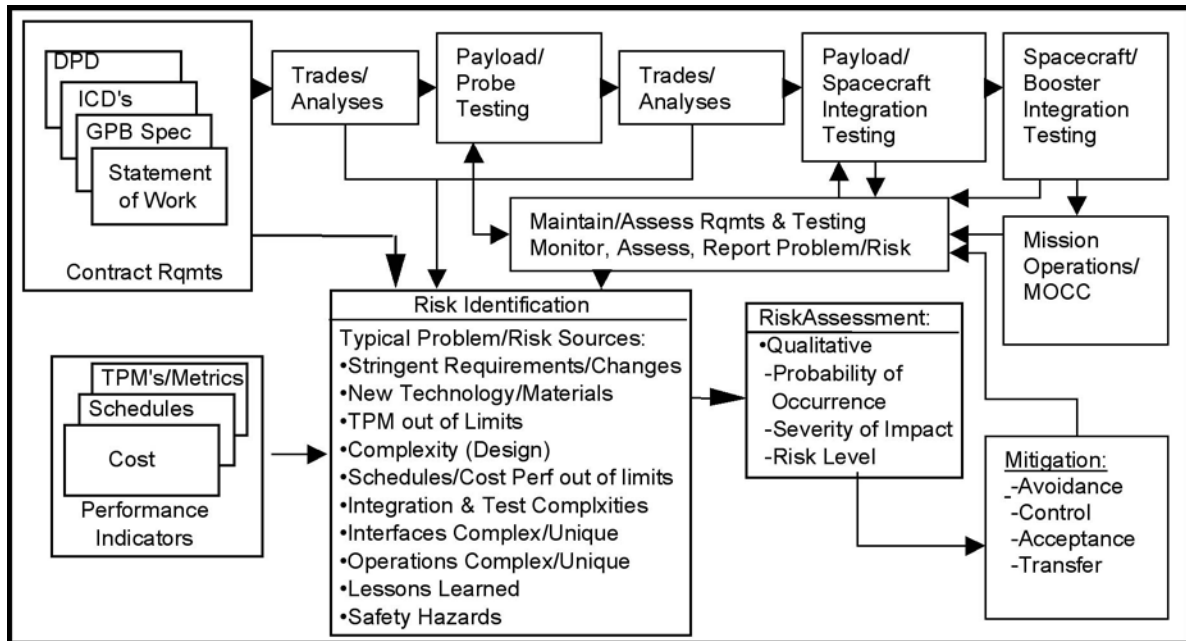 DPD
ICD's
GPB Spec
Statement
of Work
Contract Rqmts
Trades/
Analyses
Payload/
Probe
Testing
Trades/
Analyses
Payload/
Spacecraft
Integration
Testing
Spacecraft/
Booster
Integration
Testing
Maintain/Assess Rqmts & Testing
Monitor, Assess, Report Problem/Risk
Mission
Operations/
MOCC
TPM's/Metrics
Schedules
Cost
Performance
Indicators
Risk Identification
Typical Problem/Risk Sources:
•Stringent Requirements/Changes
•New Technology/Materials
•TPM out of Limits
•Complexity (Design)
•Schedules/Cost Perf out of limits
•Integration & Test Complxities
•Interfaces Complex/Unique
•Operations Complex/Unique
•Lessons Learned
•Safety Hazards
RiskAssessment:
•Qualitative
-Probability of
Occurrence
-Severity of Impact
-Risk Level
Mitigation:
-Avoidance
-Control
-Acceptance
-Transfer